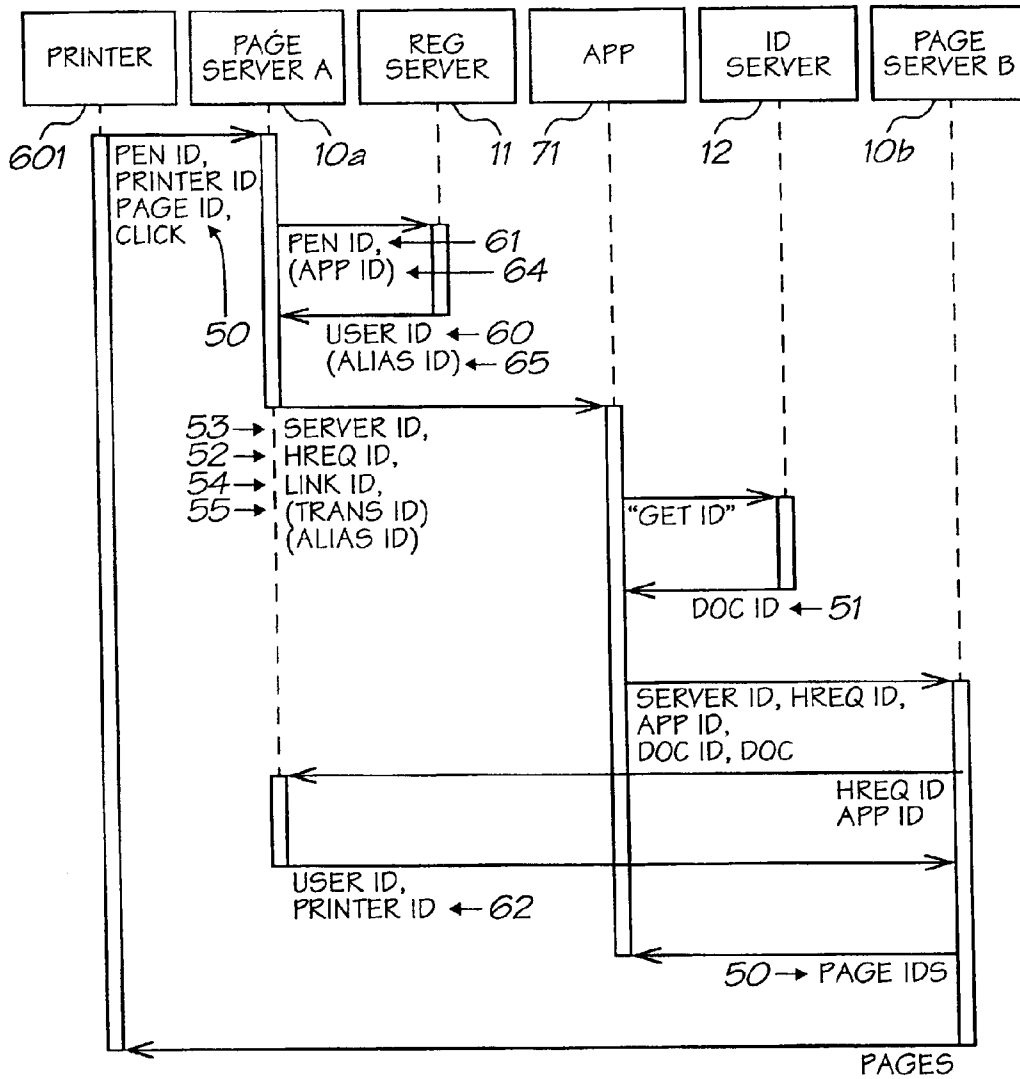 PRINTER
PAGE
SERVER A
REG
SERVER
APP
ID
SERVER
PAGE
SERVER B
601
10a
11
71
12
10b
PEN ID,
PRINTER ID
PAGE ID,
CLICK
50
PEN ID, 61
(APP ID) 64
USER ID 60
(ALIAS ID) 65
53 SERVER ID,
52 HREQ ID,
54 LINK ID,
55 (TRANS ID)
(ALIAS ID)
"GET ID"
DOC ID 51
SERVER ID, HREQ ID,
APP ID,
DOC ID, DOC
HREQ ID
APP ID
USER ID,
PRINTER ID 62
50 PAGE IDS
PAGES